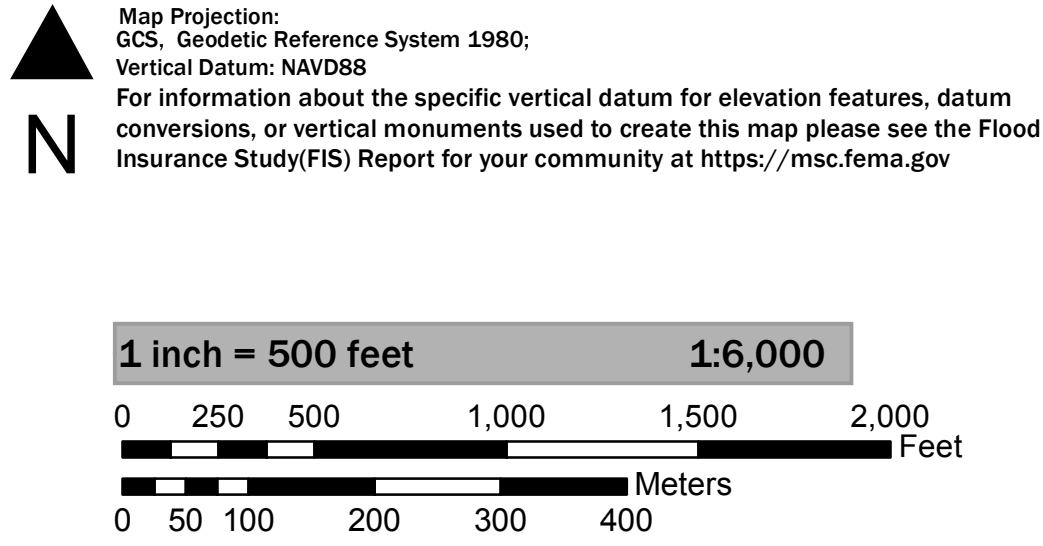 Map Projection:
GCS, Geodetic Reference System 1980;
Vertical Datum: NAVD88
For information about the specific vertical datum for elevation features, datum
conversions, or vertical monuments used to create this map please see the Flood
Insurance Study(FIS) Report for your community at https://msc.fema.gov
N
1 inch = 500 feet 1:6,000
0 250 500 1,000 1,500 2,000
Feet
Meters
0 50 100 200 300 400